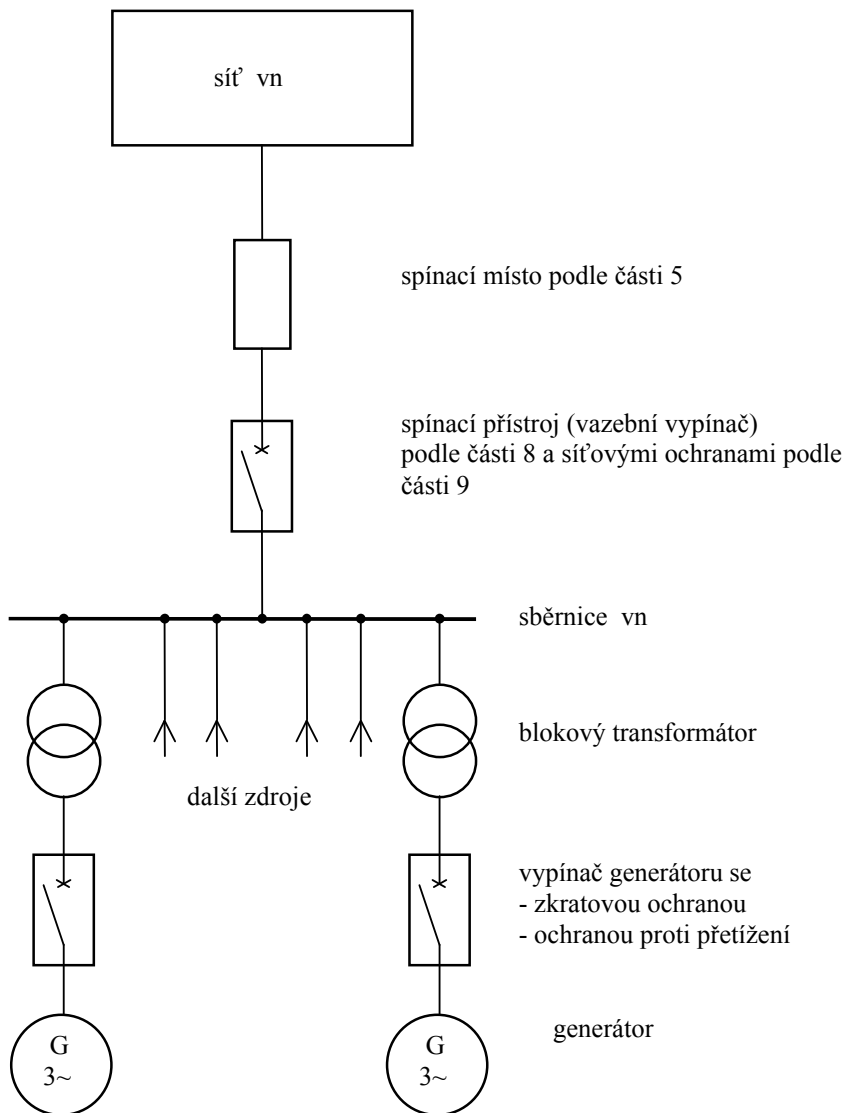 síť vn
spínací místo podle části 5
spínací přístroj (vazební vypínač)
podle části 8 a síťovými ochranami podle
části 9
sběrnice vn
blokový transformátor
další zdroje
vypínač generátoru se
- zkratovou ochranou
- ochranou proti přetížení
generátor
G
3~
G
3~